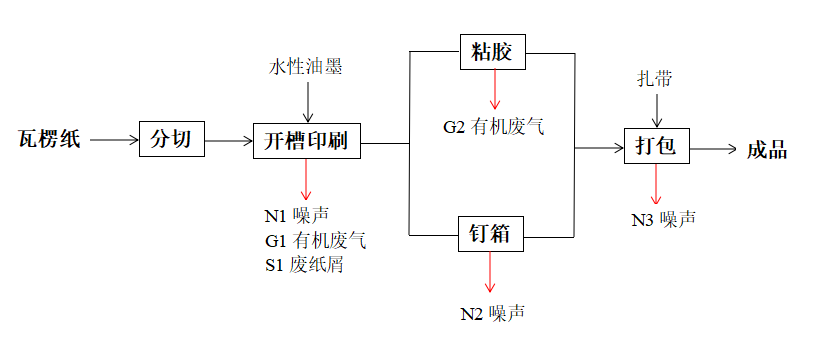 水性油墨
粘胶
扎带
G2 有机废气
瓦楞纸
分切
开槽印刷
打包
成品
N1 噪声
G1 有机废气
S1 废纸屑
钉箱
N3 噪声
N2 噪声